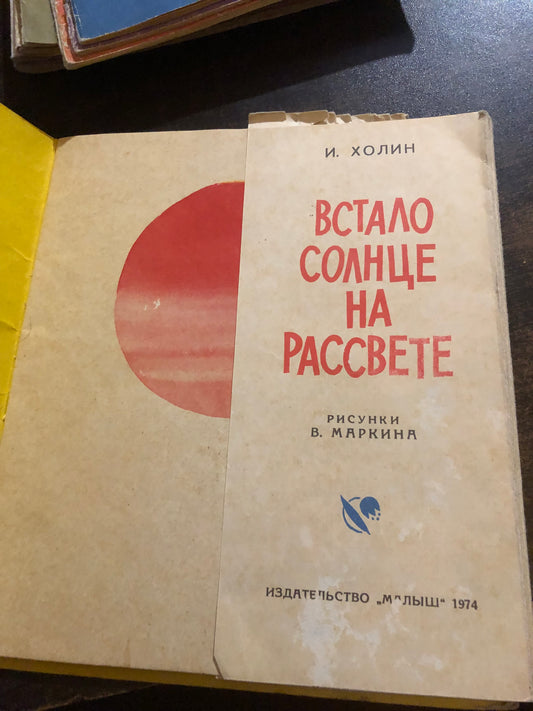 И. ХОЛИН
ВСТАЛО
СОЛНЦЕ
НА
РАССВЕТЕ
РИСУНКИ
В. МАРКИНА
ИЗДАТЕЛЬСТВО „МАЛЫШ“ 1974